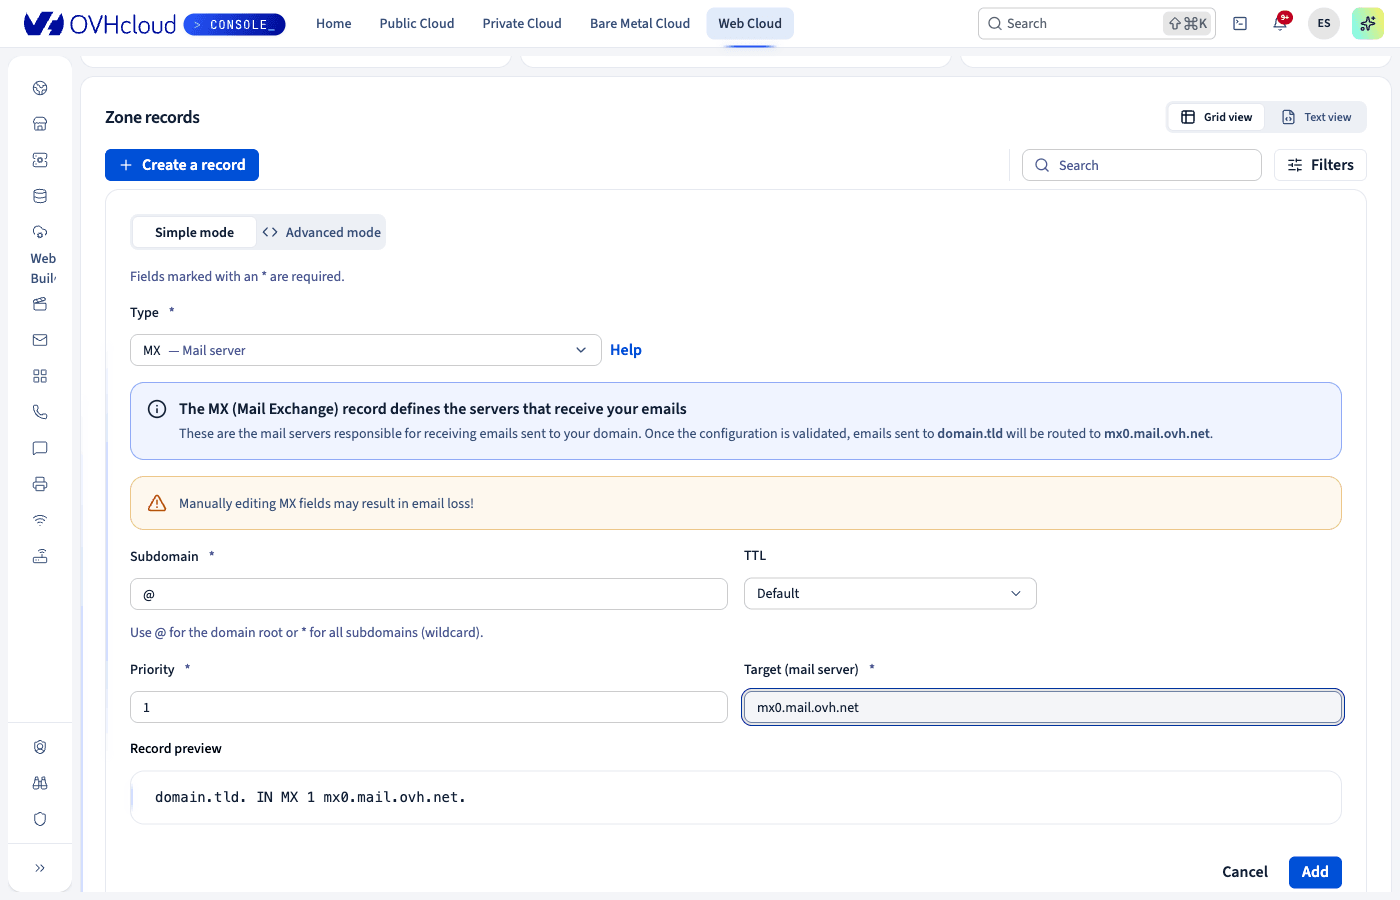 OVHcloud > CONSOLE_ Home Public Cloud Private Cloud Bare Metal Cloud Web Cloud Search ⇧⌘K 9+ ES
Zone records
Grid view Text view
+ Create a record
Search
Filters
Simple mode <> Advanced mode
Fields marked with an * are required.
Type *
MX — Mail server
Help
The MX (Mail Exchange) record defines the servers that receive your emails
These are the mail servers responsible for receiving emails sent to your domain. Once the configuration is validated, emails sent to domain.tld will be routed to mx0.mail.ovh.net.
Manually editing MX fields may result in email loss!
Subdomain *
TTL
@
Default
Use @ for the domain root or * for all subdomains (wildcard).
Priority *
Target (mail server) *
1
mx0.mail.ovh.net
Record preview
domain.tld. IN MX 1 mx0.mail.ovh.net.
Cancel Add
Web